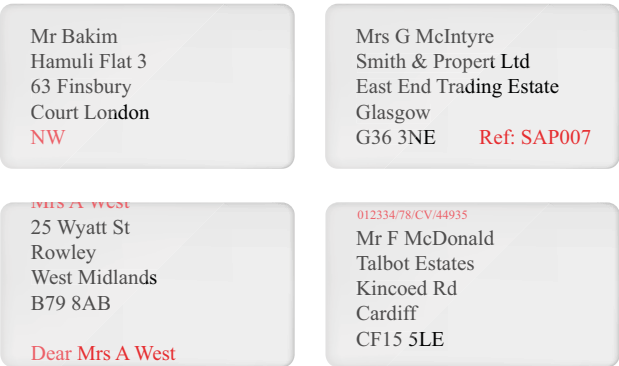 Mr Bakim
Hamuli Flat 3
63 Finsbury
Court London
NW
Mrs G McIntyre
Smith & Propert Ltd
East End Trading Estate
Glasgow
G36 3NE Ref: SAP007
Mrs A West
25 Wyatt St
Rowley
West Midlands
B79 8AB
Dear Mrs A West
012334/78/CV/44935
Mr F McDonald
Talbot Estates
Kincoed Rd
Cardiff
CF15 5LE